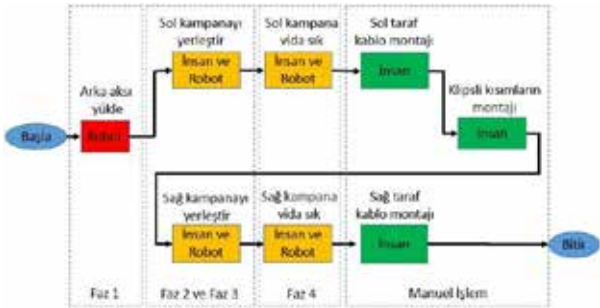 Sol kampanayı
yerleştir
İnsan ve
Robot
Sol kampana
vida sık
İnsan ve
Robot
Sol taraf
kablo montajı
İnsan
Klipsli kısımların
montajı
İnsan
Arka aksı
yükle
Robot
Başla
Sağ kampanayı
yerleştir
İnsan ve
Robot
Sağ kampana
vida sık
İnsan ve
Robot
Sağ taraf
kablo montajı
İnsan
Bitir
Faz 1
Faz 2 ve Faz 3
Faz 4
Manuel İşlem